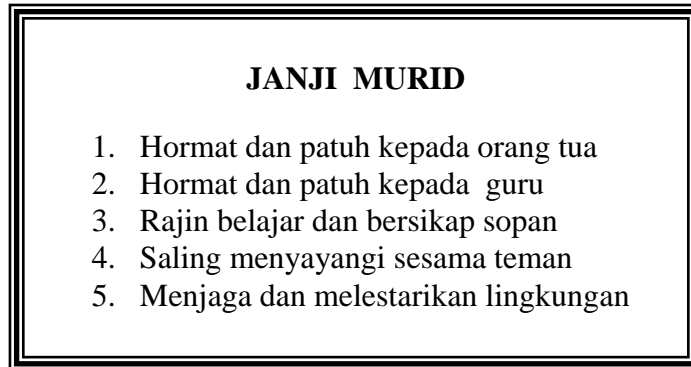 JANJI MURID
1. Hormat dan patuh kepada orang tua
2. Hormat dan patuh kepada guru
3. Rajin belajar dan bersikap sopan
4. Saling menyayangi sesama teman
5. Menjaga dan melestarikan lingkungan